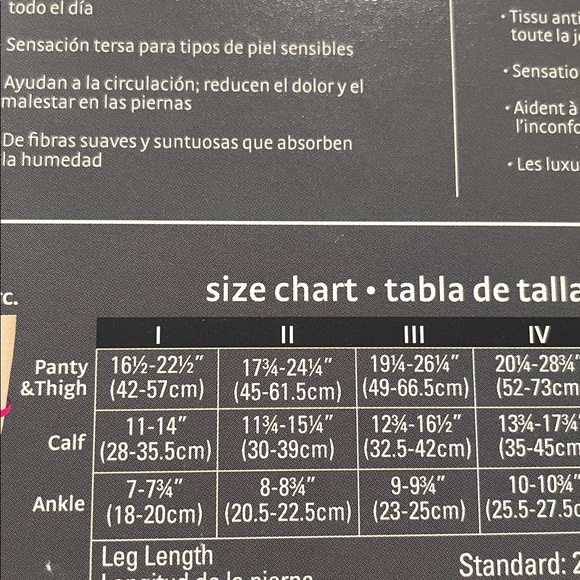 todo el día
Sensación tersa para tipos de piel sensibles
Ayudan a la circulación; reducen el dolor y el
malestar en las piernas
De fibras suaves y suntuosas que absorben
la humedad
• Tissu anti
toute la j
• Sensatio
• Aident à
l'inconfo
• Les luxu
rc.
size chart • tabla de talla
I II III IV
Panty &Thigh 16½-22½" (42-57cm) 17¾-24¼" (45-61.5cm) 19¼-26¼" (49-66.5cm) 20¼-28¾" (52-73cm
Calf 11-14" (28-35.5cm) 11¾-15¼" (30-39cm) 12¾-16½" (32.5-42cm) 13¾-17¾" (35-45cm
Ankle 7-7¾" (18-20cm) 8-8¾" (20.5-22.5cm) 9-9¾" (23-25cm) 10-10¾" (25.5-27.5c
Leg Length Standard: 2
Longitud de la pierna